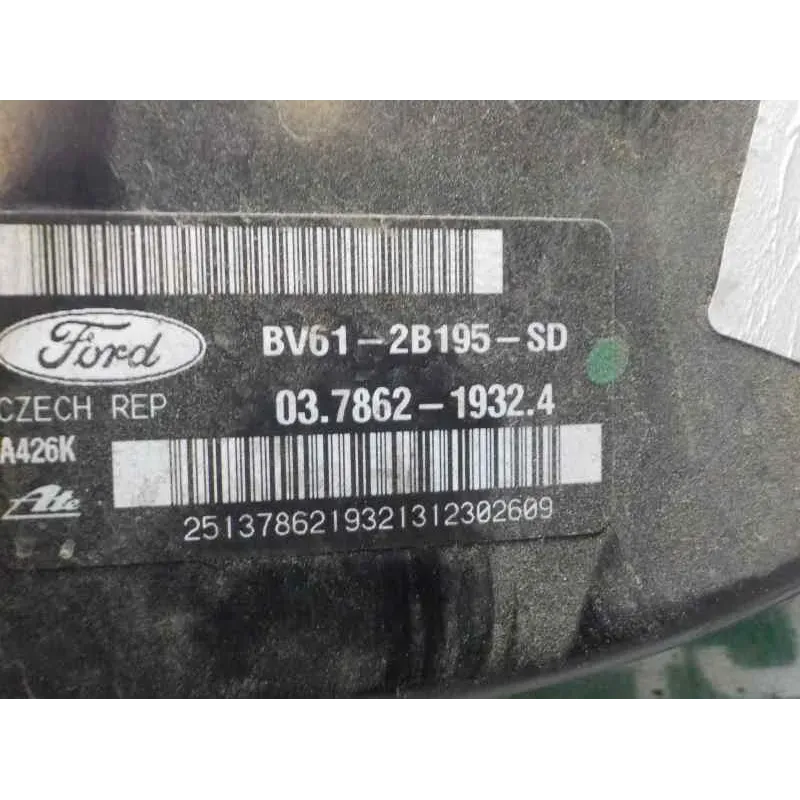 Ford
BV61-2B195-SD
CZECH REP
03.7862-1932.4
A426K
Ate
2513786219321312302609